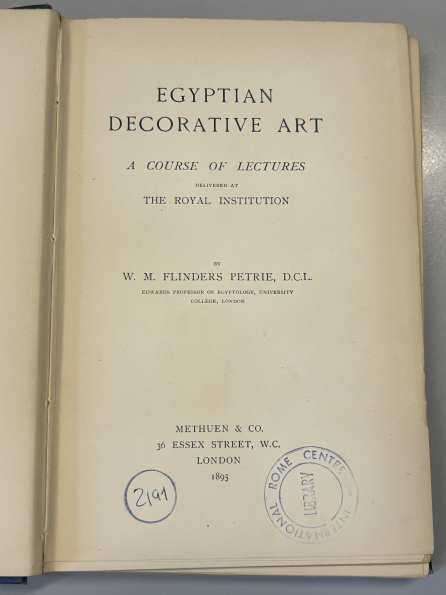 EGYPTIAN
DECORATIVE ART
A COURSE OF LECTURES
DELIVERED AT
THE ROYAL INSTITUTION
BY
W. M. FLINDERS PETRIE, D.C.L.
EDWARDS PROFESSOR OF EGYPTOLOGY, UNIVERSITY
COLLEGE, LONDON
METHUEN & CO.
36 ESSEX STREET, W.C.
LONDON
1895
2191
INTERNATIONAL ROME CENTRE
LIBRARY